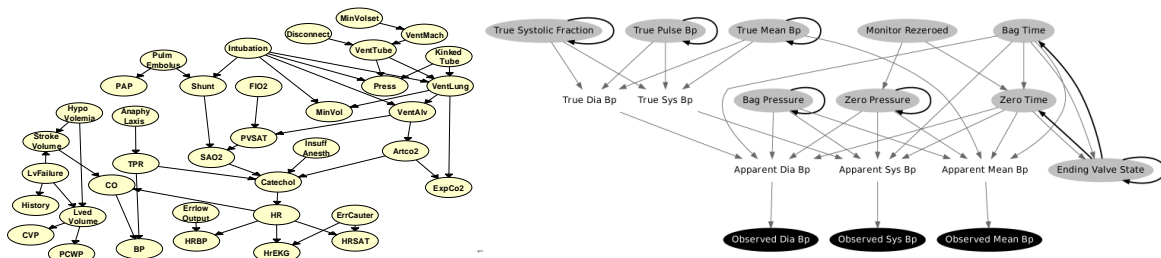 MinVolset
Disconnect
VentMach
Intubation
VentTube
Kinked
Tube
Pulm
Embolus
PAP
Shunt
FIO2
Press
VentLung
MinVol
VentAlv
Hypo
Volemia
Anaphy
Laxis
Stroke
Volume
PVSAT
Insuff
Anesth
Artco2
SAO2
TPR
LvFailure
CO
Catechol
ExpCo2
History
Lved
Volume
Errlow
Output
HR
ErrCauter
CVP
PCWP
BP
HRBP
HrEKG
HRSAT
True Systolic Fraction
True Pulse Bp
True Mean Bp
Monitor Rezeroed
Bag Time
True Dia Bp
True Sys Bp
Bag Pressure
Zero Pressure
Zero Time
Apparent Dia Bp
Apparent Sys Bp
Apparent Mean Bp
Ending Valve State
Observed Dia Bp
Observed Sys Bp
Observed Mean Bp